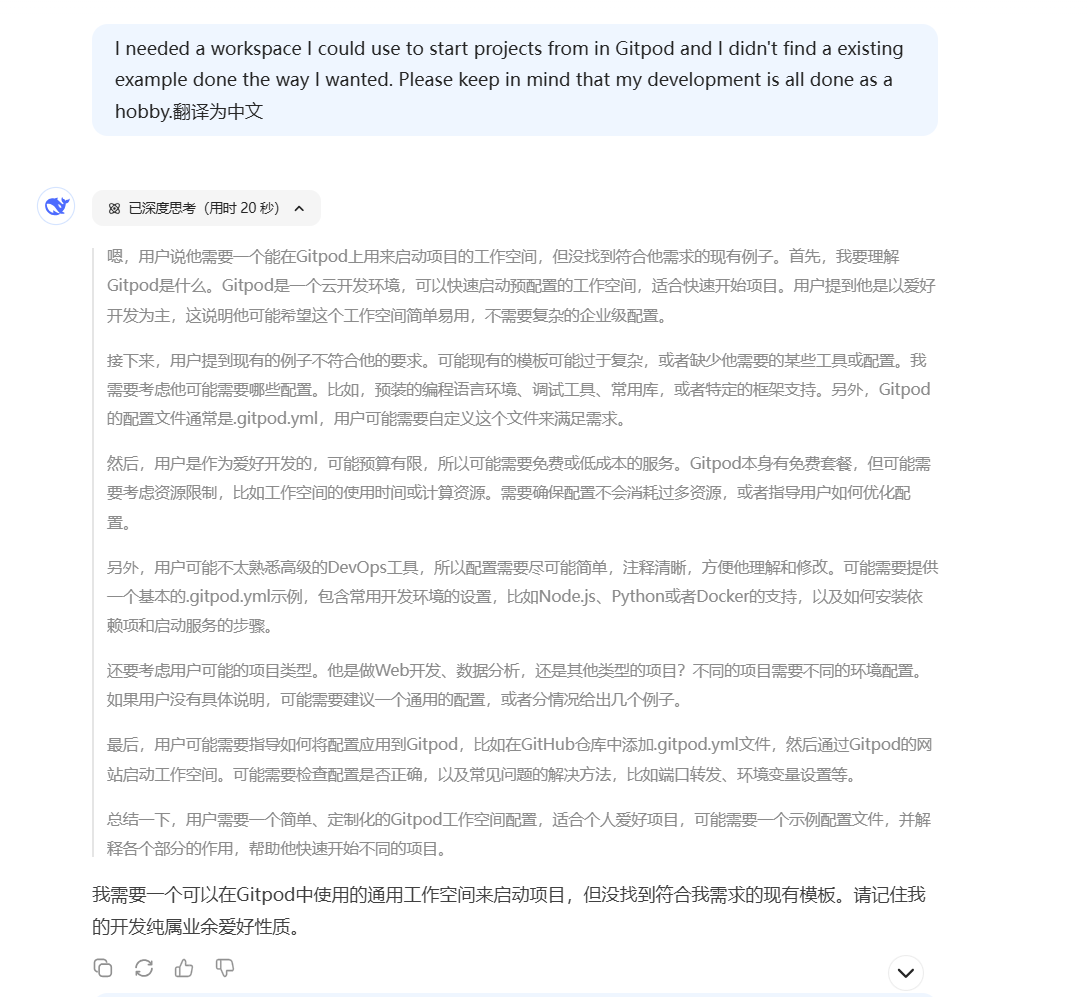 I needed a workspace I could use to start projects from in Gitpod and I didn't find a existing
example done the way I wanted. Please keep in mind that my development is all done as a
hobby.翻译为中文
已深度思考（用时 20 秒）
嗯，用户说他需要一个能在Gitpod上用来启动项目的工作空间，但没找到符合他需求的现有例子。首先，我要理解
Gitpod是什么。Gitpod是一个云开发环境，可以快速启动预配置的工作空间，适合快速开始项目。用户提到他是以爱好
开发为主，这说明他可能希望这个工作空间简单易用，不需要复杂的企业级配置。
接下来，用户提到现有的例子不符合他的要求。可能现有的模板可能过于复杂，或者缺少他需要的某些工具或配置。我
需要考虑他可能需要哪些配置。比如，预装的编程语言环境、调试工具、常用库，或者特定的框架支持。另外，Gitpod
的配置文件通常是.gitpod.yml，用户可能需要自定义这个文件来满足需求。
然后，用户是作为爱好开发的，可能预算有限，所以可能需要免费或低成本的服务。Gitpod本身有免费套餐，但可能需
要考虑资源限制，比如工作空间的使用时间或计算资源。需要确保配置不会消耗过多资源，或者指导用户如何优化配
置。
另外，用户可能不太熟悉高级的DevOps工具，所以配置需要尽可能简单，注释清晰，方便他理解和修改。可能需要提供
一个基本的.gitpod.yml示例，包含常用开发环境的设置，比如Node.js、Python或者Docker的支持，以及如何安装依
赖项和启动服务的步骤。
还要考虑用户可能的项目类型。他是做Web开发、数据分析，还是其他类型的项目？不同的项目需要不同的环境配置。
如果用户没有具体说明，可能需要建议一个通用的配置，或者分情况给出几个例子。
最后，用户可能需要指导如何将配置应用到Gitpod，比如在GitHub仓库中添加.gitpod.yml文件，然后通过Gitpod的网
站启动工作空间。可能需要检查配置是否正确，以及常见问题的解决方法，比如端口转发、环境变量设置等。
总结一下，用户需要一个简单、定制化的Gitpod工作空间配置，适合个人爱好项目，可能需要一个示例配置文件，并解
释各个部分的作用，帮助他快速开始不同的项目。
我需要一个可以在Gitpod中使用的通用工作空间来启动项目，但没找到符合我需求的现有模板。请记住我
的开发纯属业余爱好性质。